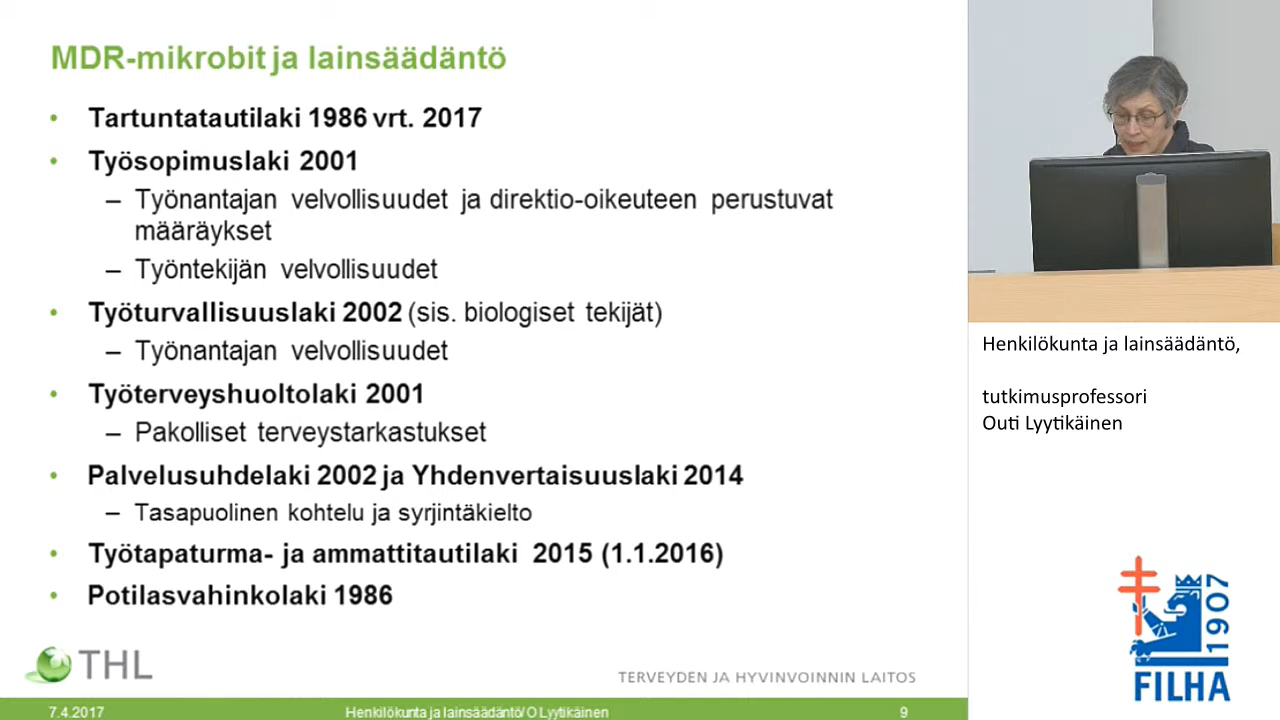 MDR-mikrobit ja lainsäädäntö
• Tartuntatautilaki 1986 vrt. 2017
• Työsopimuslaki 2001
– Työnantajan velvollisuudet ja direktio-oikeuteen perustuvat
määräykset
– Työntekijän velvollisuudet
• Työturvallisuuslaki 2002 (sis. biologiset tekijät)
– Työnantajan velvollisuudet
• Työterveyshuoltolaki 2001
– Pakolliset terveystarkastukset
• Palvelusuhdelaki 2002 ja Yhdenvertaisuuslaki 2014
– Tasapuolinen kohtelu ja syrjintäkielto
• Työtapaturma- ja ammattitautilaki 2015 (1.1.2016)
• Potilasvahinkolaki 1986
THL
TERVEYDEN JA HYVINVOINNIN LAITOS
7.4.2017 Henkilökunta ja lainsäädäntö/ O Lyytikäinen 9
Henkilökunta ja lainsäädäntö,
tutkimusprofessori
Outi Lyytikäinen
1907
FILHA